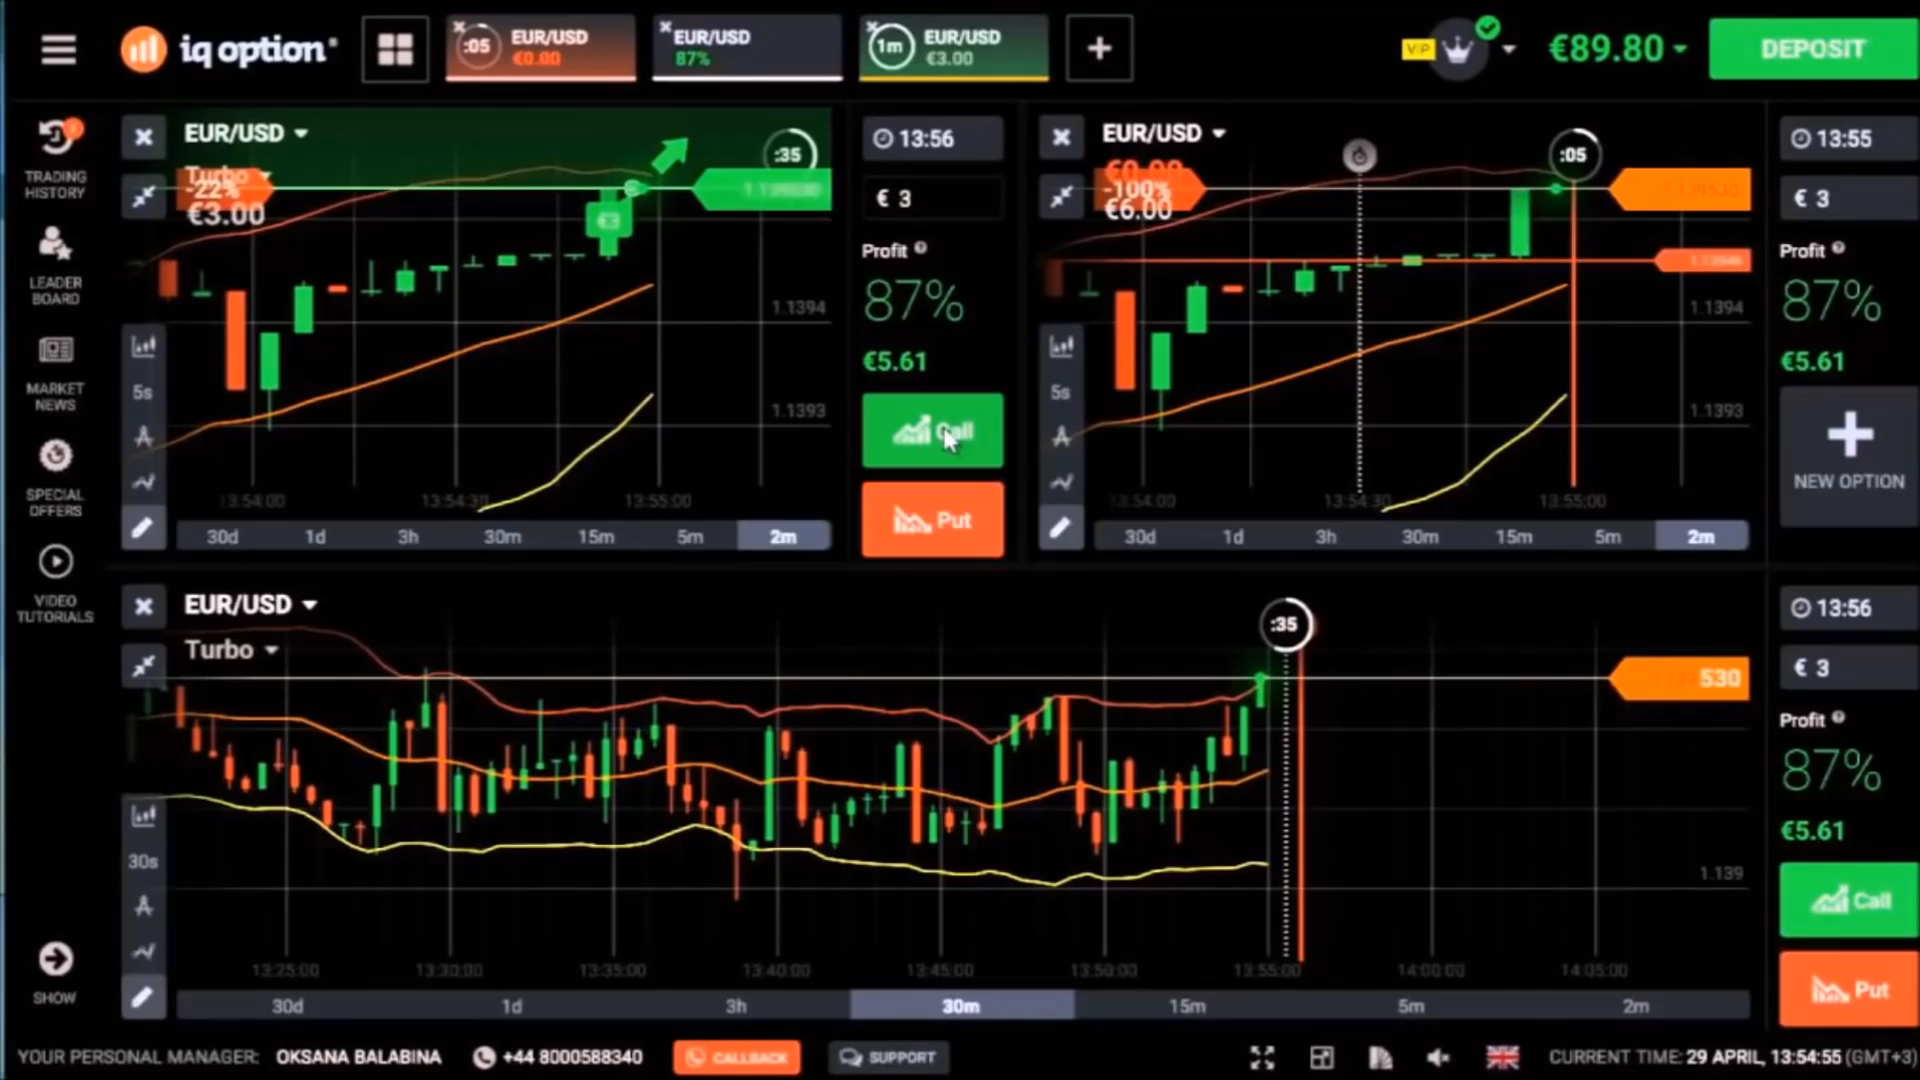 iq option
:05 EUR/USD €0.00
EUR/USD 87%
1m EUR/USD €3.00
VIP
€89.80
DEPOSIT
TRADING HISTORY
LEADER BOARD
MARKET NEWS
SPECIAL OFFERS
VIDEO TUTORIALS
SHOW
EUR/USD
Turbo
-22%
€3.00
:35
€3
1.1394
1.1393
5s
13:54:00 13:54:30 13:55:00
30d 1d 3h 30m 15m 5m 2m
13:56
€ 3
Profit
87%
€5.61
Call
Put
EUR/USD
€0.00
-100%
€6.00
:05
1.1394
1.1393
5s
13:54:00 13:54:30 13:55:00
30d 1d 3h 30m 15m 5m 2m
13:55
€ 3
Profit
87%
€5.61
NEW OPTION
EUR/USD
Turbo
:35
530
1.139
30s
13:25:00 13:30:00 13:35:00 13:40:00 13:45:00 13:50:00 13:55:00 14:00:00 14:05:00
30d 1d 3h 30m 15m 5m 2m
13:56
€ 3
Profit
87%
€5.61
Call
Put
YOUR PERSONAL MANAGER: OKSANA BALABINA +44 8000588340 CALLBACK SUPPORT
CURRENT TIME: 29 APRIL, 13:54:55 (GMT+3)